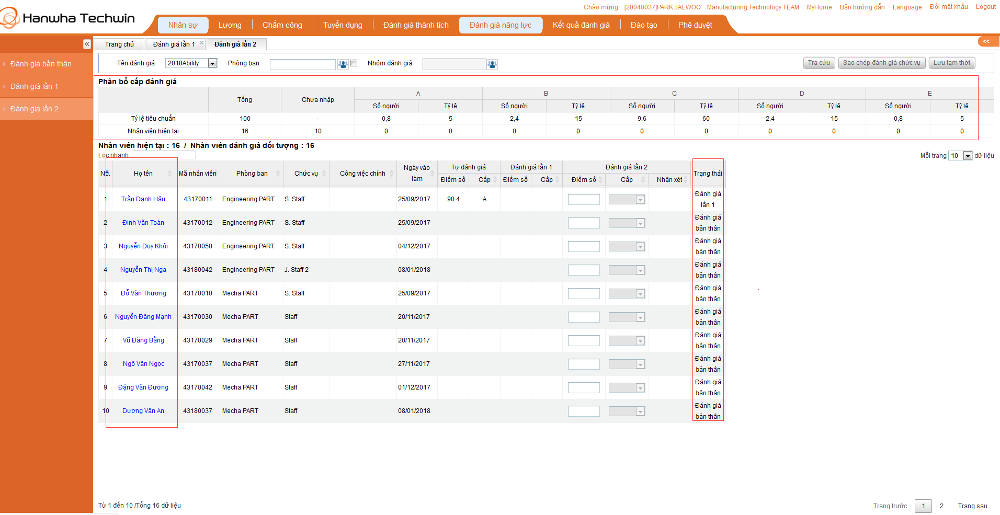 Chào mừng [20040037]PARK JAEWOO Manufacturing Technology TEAM MyHome Bản hướng dẫn Language Đổi mật khẩu Logout
Hanwha Techwin
Nhân sự Lương Chấm công Tuyển dụng Đánh giá thành tích Đánh giá năng lực Kết quả đánh giá Đào tạo Phê duyệt
Trang chủ Đánh giá lần 1 Đánh giá lần 2 <<
Đánh giá bản thân
Đánh giá lần 1
Đánh giá lần 2
Tên đánh giá 2018Ability Phòng ban Nhóm đánh giá Tra cứu Sao chép đánh giá chức vụ Lưu tạm thời
Phân bổ cấp đánh giá
Tổng Chưa nhập A B C D E
Số người Tỷ lệ Số người Tỷ lệ Số người Tỷ lệ Số người Tỷ lệ Số người Tỷ lệ
Tỷ lệ tiêu chuẩn 100 - 0,8 5 2,4 15 9,6 60 2,4 15 0,8 5
Nhân viên hiện tại 16 10 0 0 0 0 0 0 0 0 0 0
Nhân viên hiện tại : 16 / Nhân viên đánh giá đối tượng : 16
Lọc nhanh Mỗi trang 10 dữ liệu
No. Họ tên Mã nhân viên Phòng ban Chức vụ Công việc chính Ngày vào làm Tự đánh giá Đánh giá lần 1 Đánh giá lần 2 Trạng thái
Điểm số Cấp Điểm số Cấp Điểm số Cấp Nhận xét
1 Trần Danh Hậu 43170011 Engineering PART S. Staff 25/09/2017 90.4 A Đánh giá lần 1
2 Đinh Văn Toàn 43170012 Engineering PART S. Staff 25/09/2017 Đánh giá bản thân
3 Nguyễn Duy Khôi 43170050 Engineering PART S. Staff 04/12/2017 Đánh giá bản thân
4 Nguyễn Thị Nga 43180042 Engineering PART J. Staff 2 08/01/2018 Đánh giá bản thân
5 Đỗ Văn Thương 43170010 Mecha PART S. Staff 25/09/2017 Đánh giá bản thân
6 Nguyễn Đăng Mạnh 43170030 Mecha PART Staff 20/11/2017 Đánh giá bản thân
7 Vũ Đăng Bằng 43170029 Mecha PART Staff 20/11/2017 Đánh giá bản thân
8 Ngô Văn Ngọc 43170037 Mecha PART Staff 27/11/2017 Đánh giá bản thân
9 Đặng Văn Đương 43170042 Mecha PART Staff 01/12/2017 Đánh giá bản thân
10 Dương Văn An 43180037 Mecha PART Staff 08/01/2018 Đánh giá bản thân
Từ 1 đến 10 /Tổng 16 dữ liệu Trang trước 1 2 Trang sau